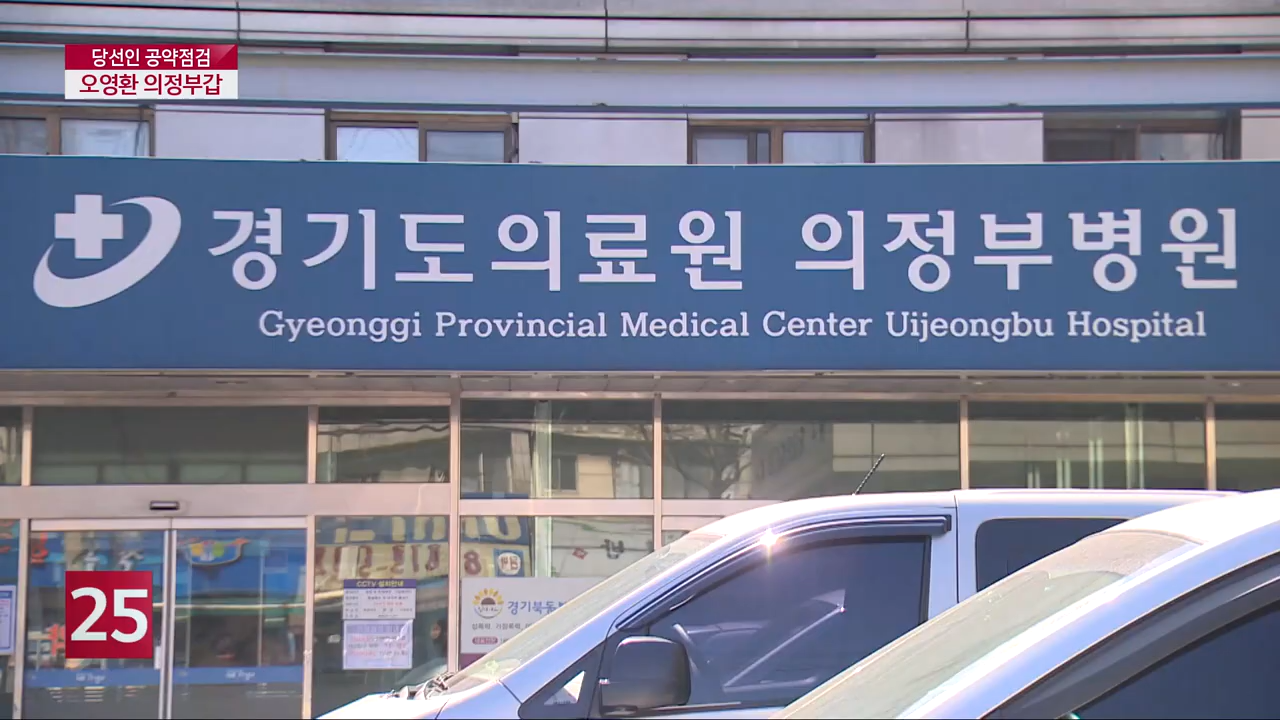 당선인 공약점검
오영환 의정부갑
경기도의료원 의정부병원
Gyeonggi Provincial Medical Center Uijeongbu Hospital
CCTV 설치안내
경기북동부
25